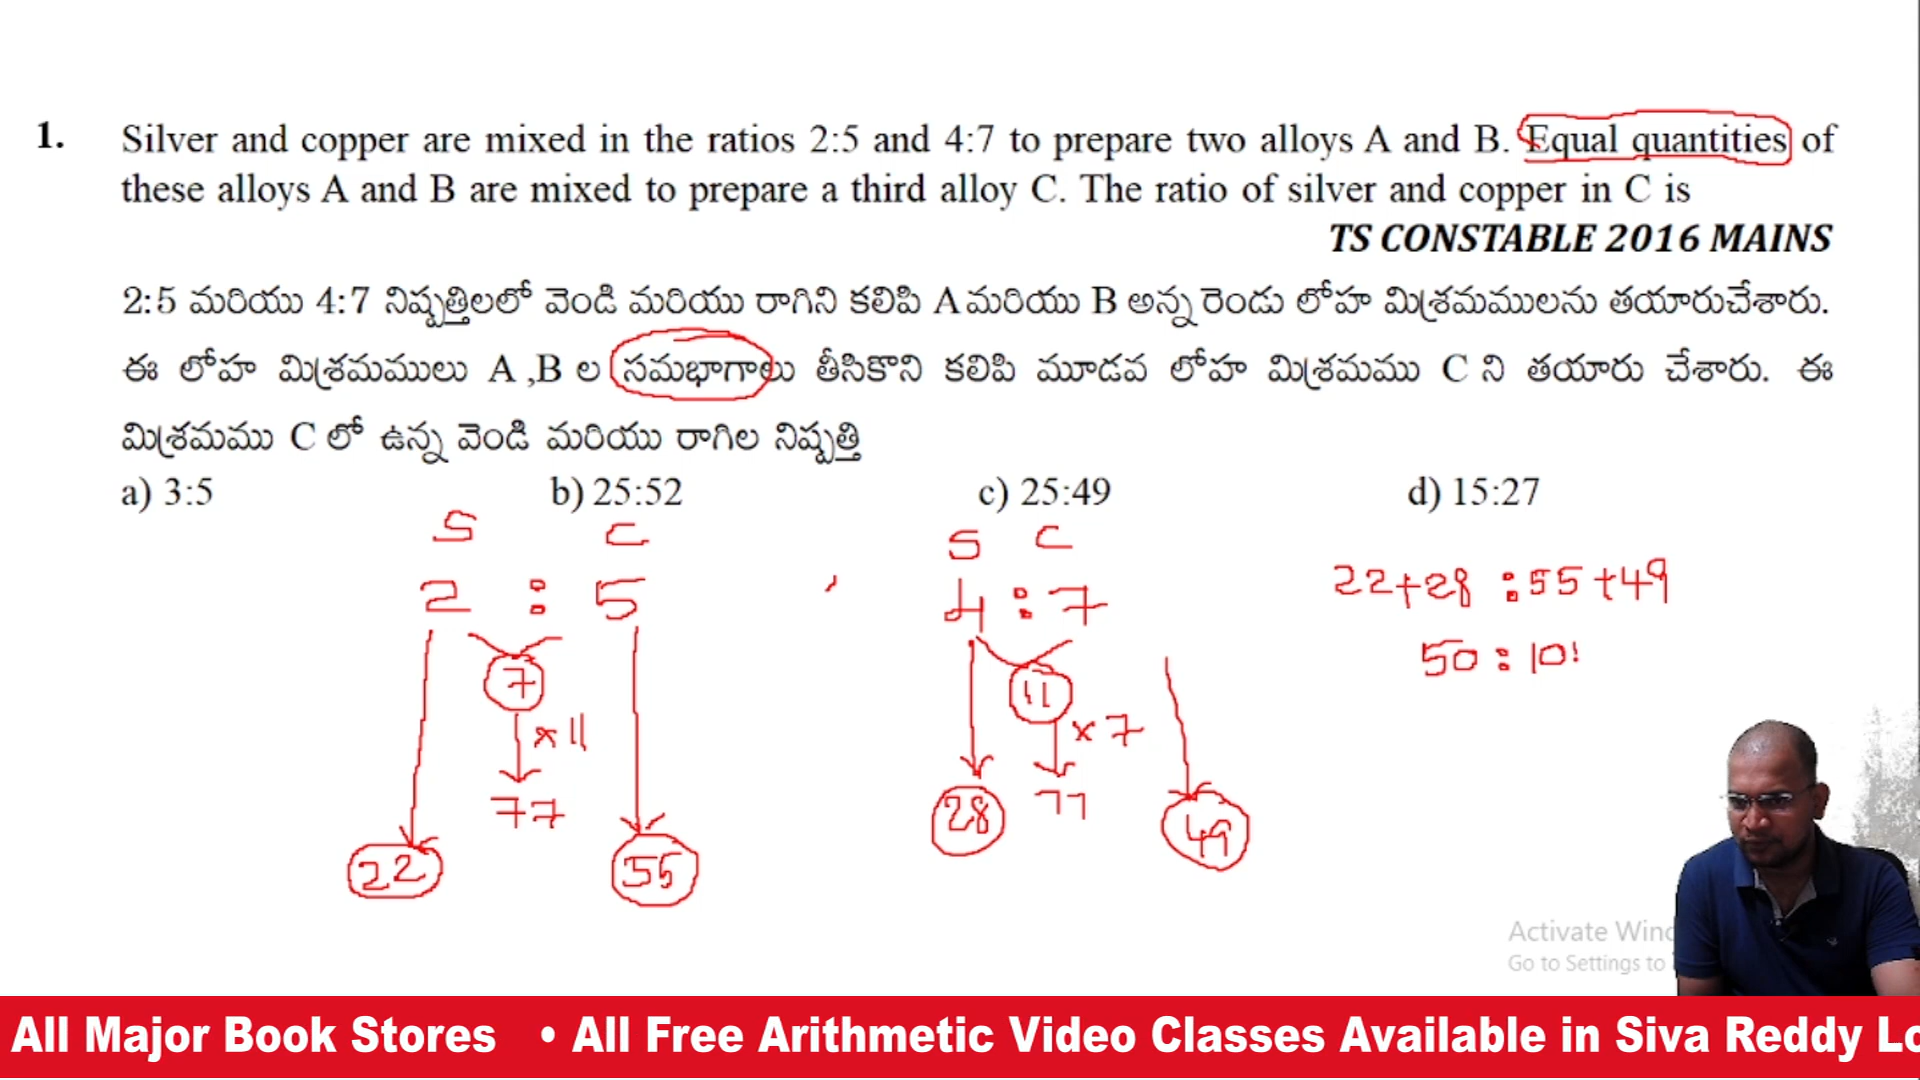 1. Silver and copper are mixed in the ratios 2:5 and 4:7 to prepare two alloys A and B. Equal quantities of
these alloys A and B are mixed to prepare a third alloy C. The ratio of silver and copper in C is
TS CONSTABLE 2016 MAINS
2:5 మరియు 4:7 నిష్పత్తిలలో వెండి మరియు రాగిని కలిపి A మరియు B అన్న రెండు లోహ మిశ్రమములను తయారుచేశారు.
ఈ లోహ మిశ్రమములు A ,B ల సమభాగాలు తీసికొని కలిపి మూడవ లోహ మిశ్రమము C ని తయారు చేశారు. ఈ
మిశ్రమము C లో ఉన్న వెండి మరియు రాగిల నిష్పత్తి
a) 3:5 b) 25:52 c) 25:49 d) 15:27
S C S C
2 : 5 4 : 7 22+28 : 55+49
7 11 50 : 10
×11 ×7
77 28 77 49
22 55
Activate Wind
Go to Settings to
All Major Book Stores • All Free Arithmetic Video Classes Available in Siva Reddy Lo